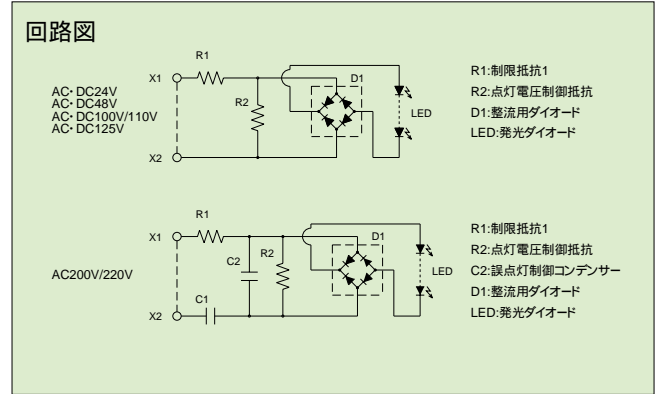 回路図
R1
X1
D1
AC・DC24V
AC・DC48V
AC・DC100V/110V
AC・DC125V
R2
LED
X2
R1:制限抵抗1
R2:点灯電圧制御抵抗
D1:整流用ダイオード
LED:発光ダイオード
R1
X1
D1
C2
R2
AC200V/220V
LED
C1
X2
R1:制限抵抗1
R2:点灯電圧制御抵抗
C2:誤点灯制御コンデンサー
D1:整流用ダイオード
LED:発光ダイオード